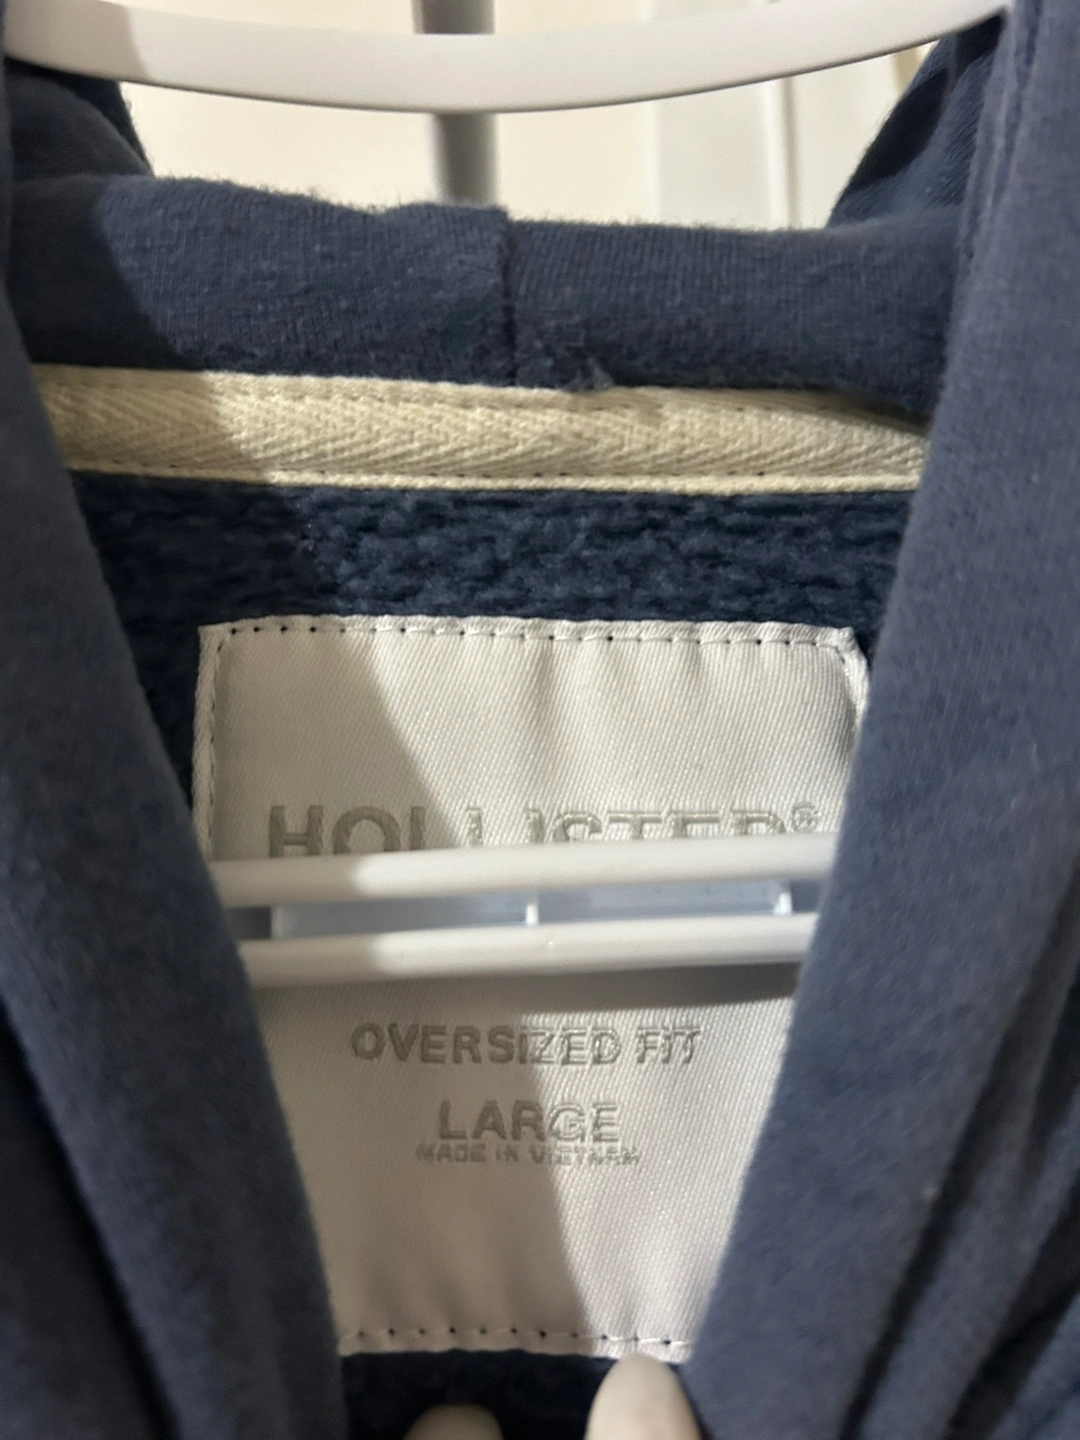 HOLLISTER®
OVERSIZED FIT
LARGE
MADE IN VIETNAM